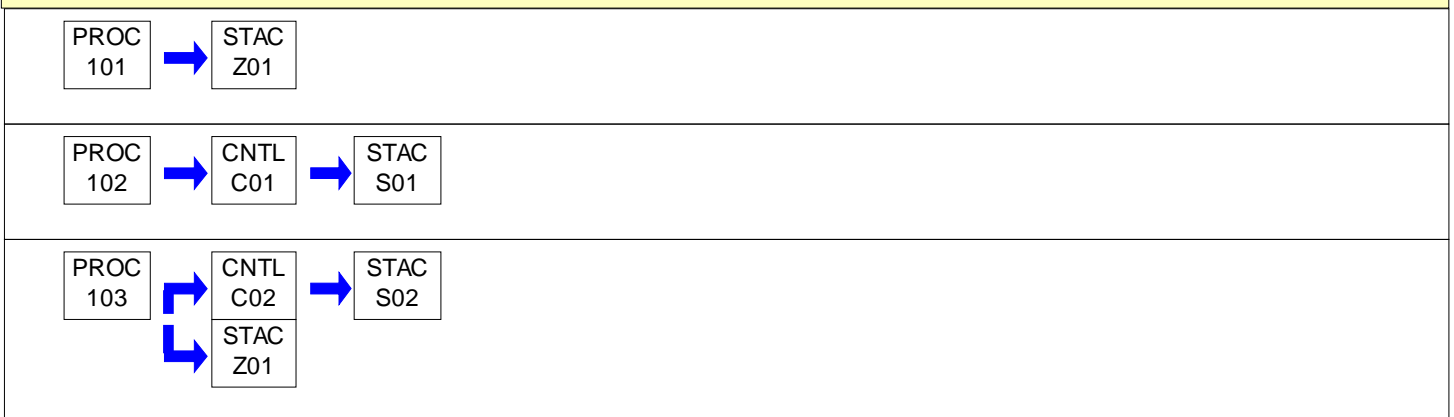 PROC
101
STAC
Z01
PROC
102
CNTL
C01
STAC
S01
PROC
103
CNTL
C02
STAC
S02
STAC
Z01